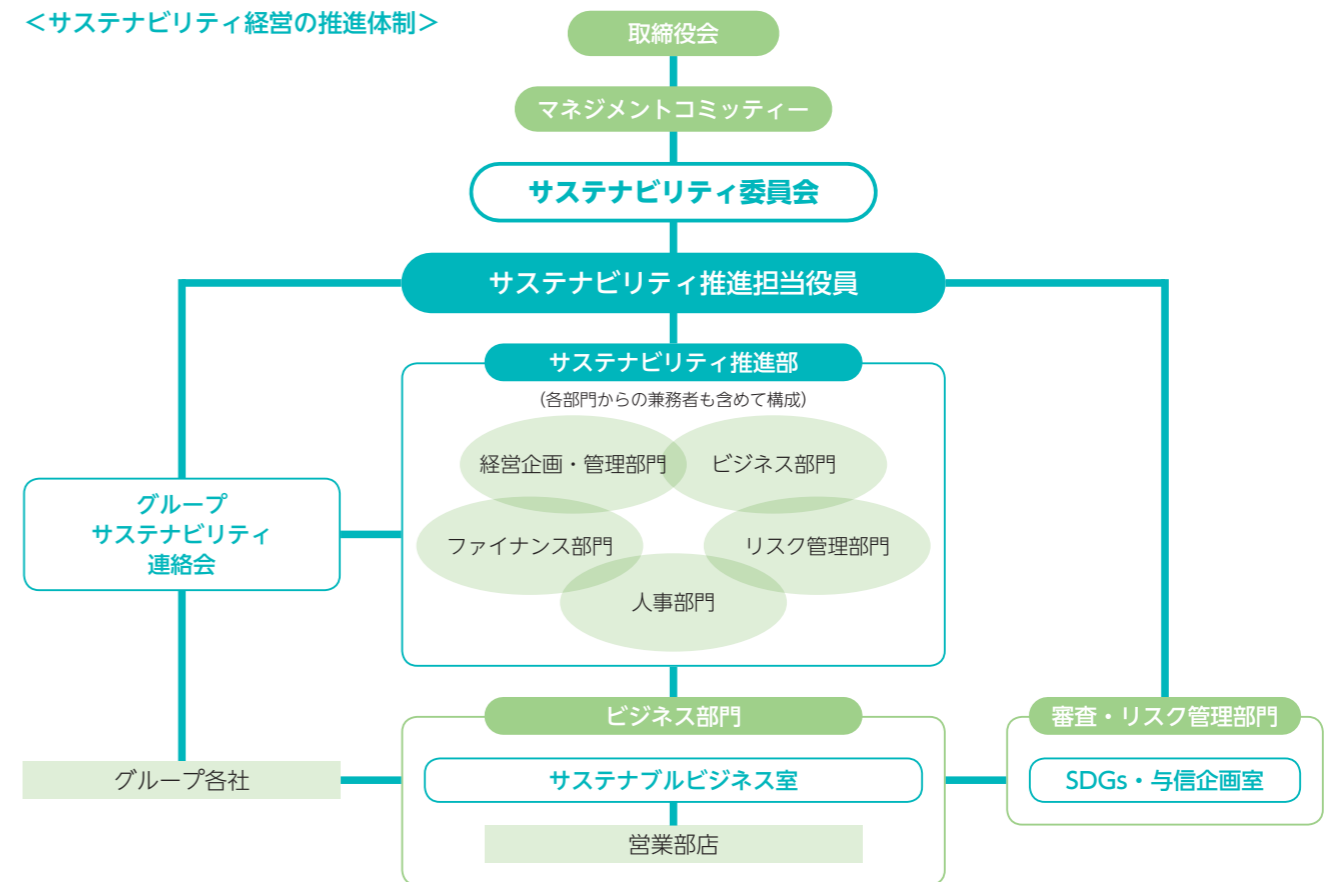 ＜サステナビリティ経営の推進体制＞
取締役会
マネジメントコミッティー
サステナビリティ委員会
サステナビリティ推進担当役員
サステナビリティ推進部
(各部門からの兼務者も含めて構成)
経営企画・管理部門
ビジネス部門
ファイナンス部門
リスク管理部門
人事部門
グループ
サステナビリティ
連絡会
グループ各社
ビジネス部門
サステナブルビジネス室
営業部店
審査・リスク管理部門
SDGs・与信企画室